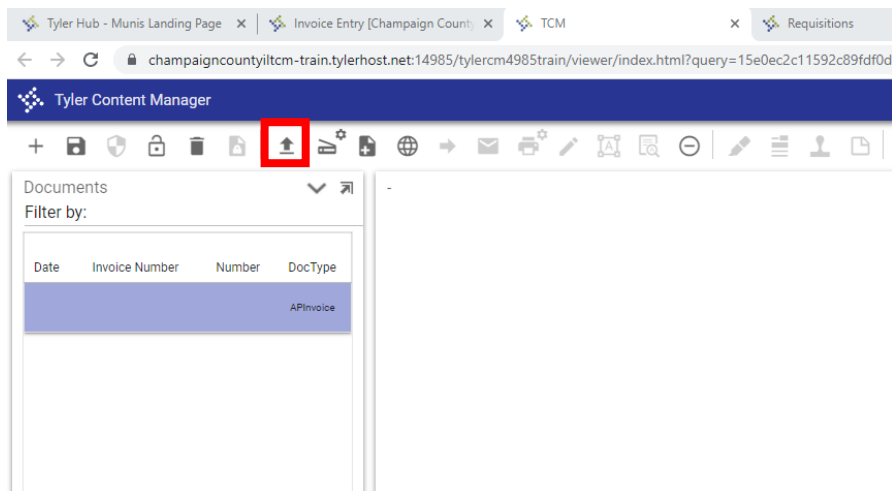 Tyler Hub - Munis Landing Page
Invoice Entry [Champaign County
TCM
Requisitions
champaigncountyiltcm-train.tylerhost.net:14985/tylercm4985train/viewer/index.html?query=15e0ec2c11592c89fdf0d
Tyler Content Manager
Documents
Filter by:
Date Invoice Number Number DocType
APInvoice